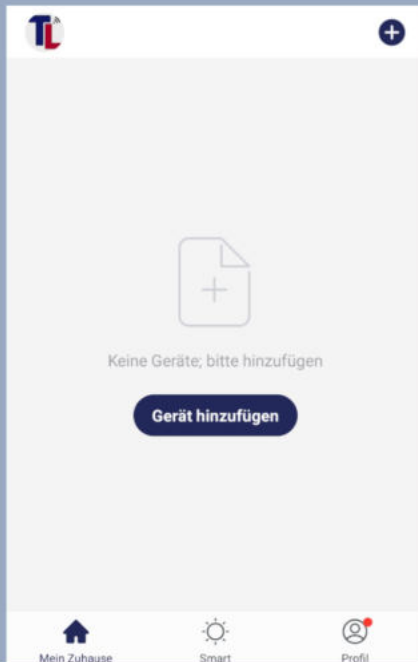 TL
Keine Geräte; bitte hinzufügen
Gerät hinzufügen
Mein Zuhause
Smart
Profil